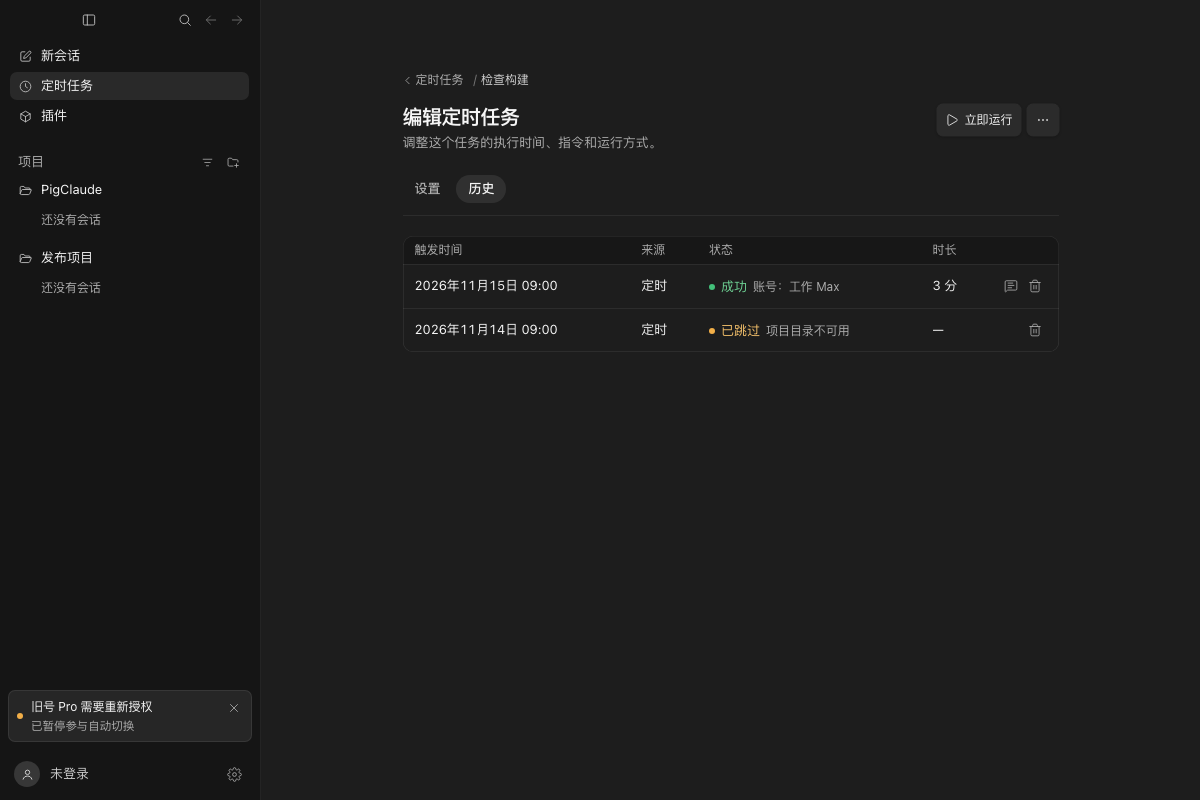 新会话
定时任务
插件
项目
PigClaude
还没有会话
发布项目
还没有会话
旧号 Pro 需要重新授权
已暂停参与自动切换
未登录
定时任务 / 检查构建
编辑定时任务
调整这个任务的执行时间、指令和运行方式。
立即运行
设置 历史
触发时间 来源 状态 时长
2026年11月15日 09:00 定时 成功 账号：工作 Max 3 分
2026年11月14日 09:00 定时 已跳过 项目目录不可用 —